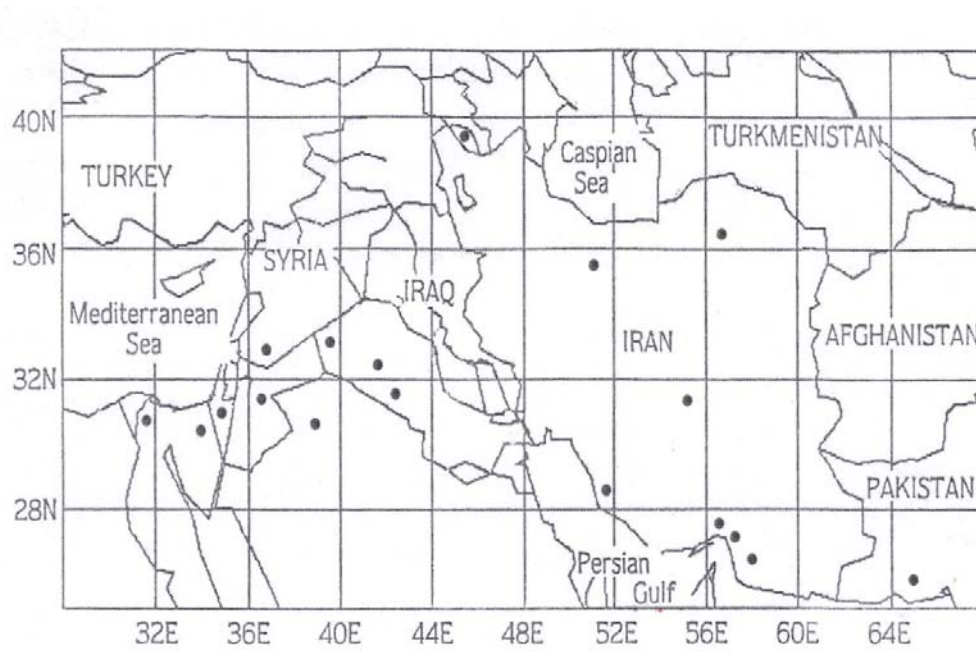 40N
TURKMENISTAN
Caspian
Sea
TURKEY
36N
SYRIA
IRAQ
Mediterranean
Sea
IRAN
AFGHANISTAN
32N
PAKISTAN
28N
Persian
Gulf
32E 36E 40E 44E 48E 52E 56E 60E 64E